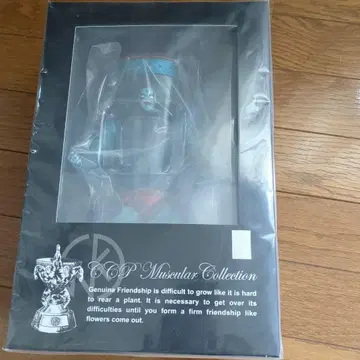 CCP Muscular Collection
Genuine Friendship is difficult to grow like it is hard
to rear a plant. It is necessary to get over its
difficulties until you form a firm friendship like
flowers come out.